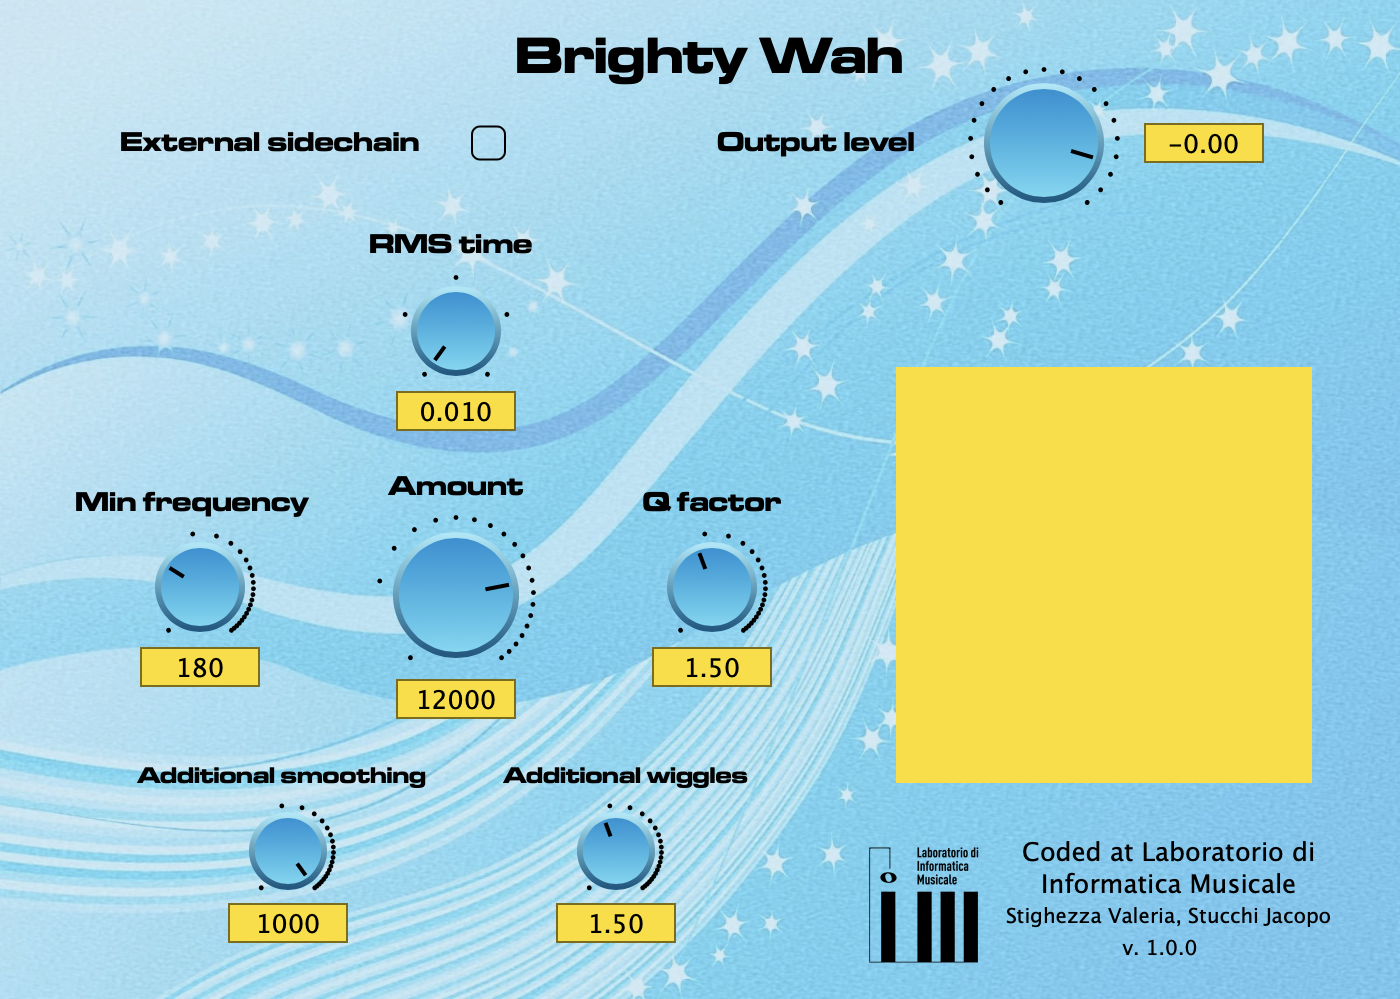 Brighty Wah
External sidechain
Output level
-0.00
RMS time
0.010
Min frequency
Amount
Q factor
180
12000
1.50
Additional smoothing
Additional wiggles
1000
1.50
Laboratorio di
Informatica
Musicale
Coded at Laboratorio di
Informatica Musicale
Stighezza Valeria, Stucchi Jacopo
v. 1.0.0